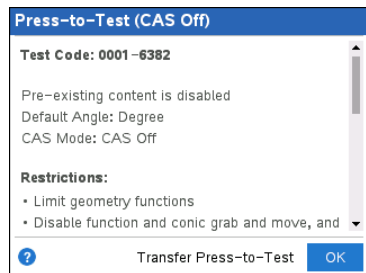 Press-to-Test (CAS Off)
Test Code: 0001-6382
Pre-existing content is disabled
Default Angle: Degree
CAS Mode: CAS Off
Restrictions:
• Limit geometry functions
• Disable function and conic grab and move, and
? Transfer Press-to-Test OK